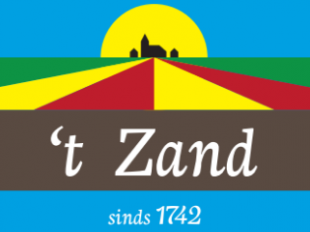 ‘t Zand
sinds 1742